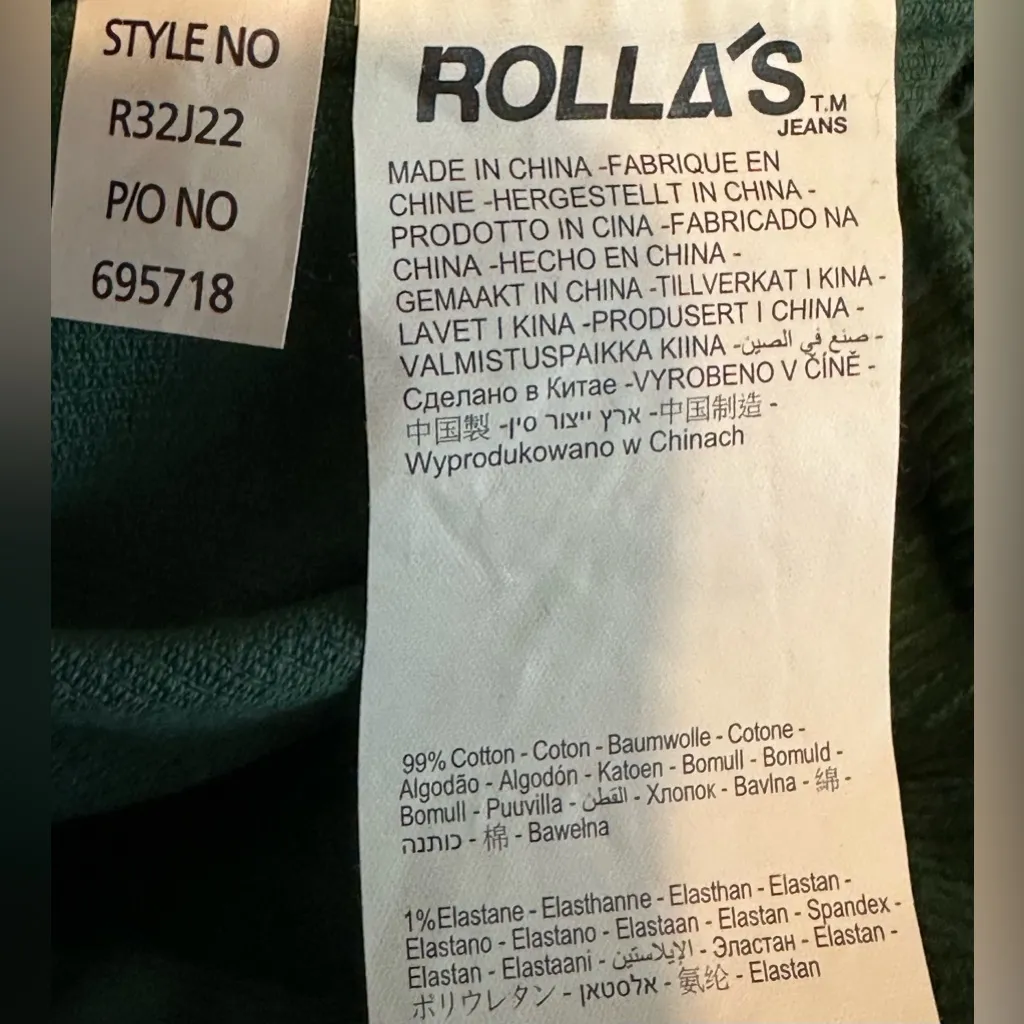 STYLE NO
R32J22
P/O NO
695718
ROLLA'S
T.M
JEANS
MADE IN CHINA -FABRIQUE EN
CHINE -HERGESTELLT IN CHINA -
PRODOTTO IN CINA -FABRICADO NA
CHINA -HECHO EN CHINA -
GEMAAKT IN CHINA -TILLVERKAT I KINA -
LAVET I KINA -PRODUSERT I CHINA -
VALMISTUSPAIKKA KIINA -صنع في الصين -
Сделано в Китае -VYROBENO V ČÍNĚ -
中国製 -ארץ ייצור סין -中国制造 -
Wyprodukowano w Chinach
99% Cotton - Coton - Baumwolle - Cotone -
Algodão - Algodón - Katoen - Bomull - Bomuld -
Bomull - Puuvilla - القطن - Хлопок - Bavlna - 綿 -
כותנה - 棉 - Bawełna
1%Elastane - Elasthanne - Elasthan - Elastan -
Elastano - Elastano - Elastaan - Elastan - Spandex -
Elastan - Elastaani - الإيلاستين - Эластан - Elastan -
ポリウレタン - אלסטאן - 氨纶 - Elastan